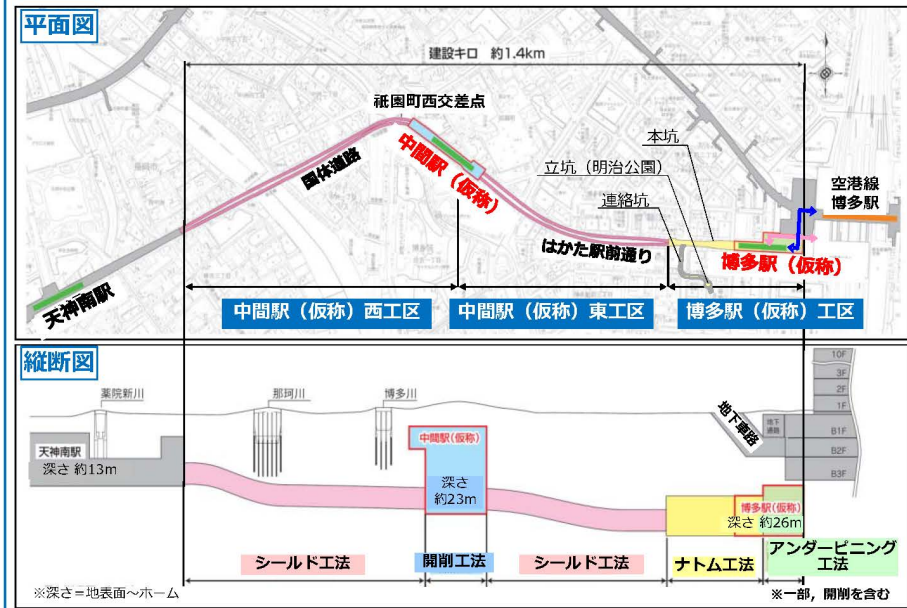 平面図
建設キロ 約1.4km
祇園町西交差点
中間駅（仮称）
国体道路
本坑
立坑（明治公園）
連絡坑
空港線
博多駅
はかた駅前通り
博多駅（仮称）
天神南駅
中間駅（仮称）西工区
中間駅（仮称）東工区
博多駅（仮称）工区
縦断図
薬院新川
那珂川
博多川
10F
3F
2F
1F
地下車路
地下
通路
B1F
B2F
B3F
天神南駅
深さ 約13m
中間駅(仮称)
深さ
約23m
博多駅(仮称)
深さ 約26m
シールド工法
開削工法
シールド工法
ナトム工法
アンダーピニング
工法
※深さ＝地表面～ホーム
※一部，開削を含む